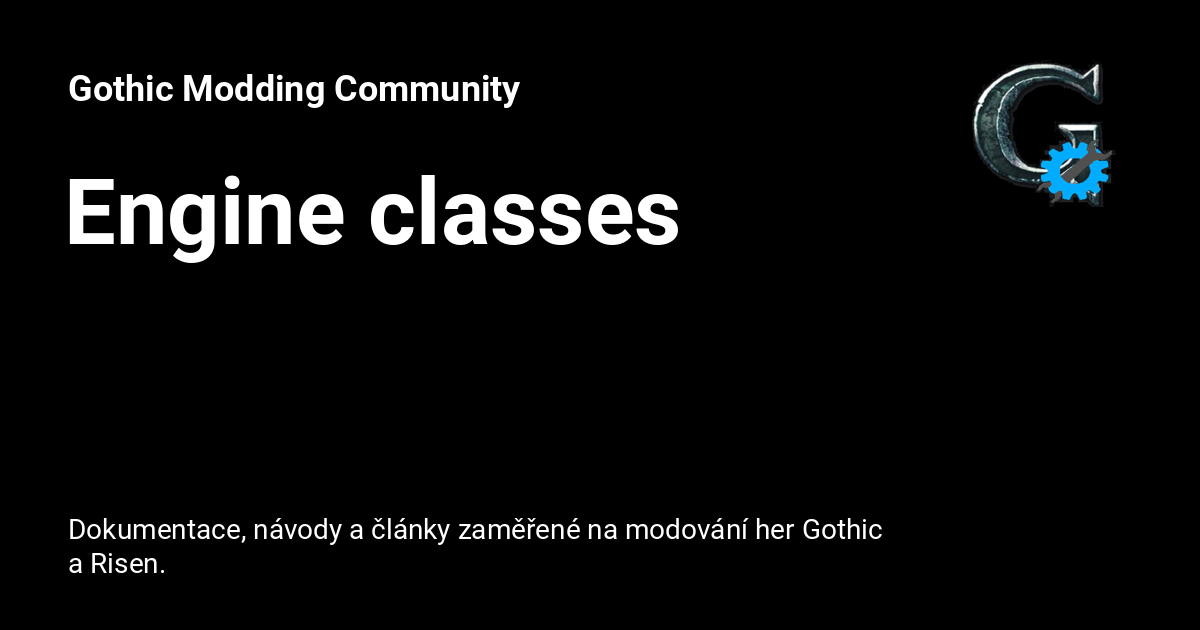 Gothic Modding Community
Engine classes
Dokumentace, návody a články zaměřené na modování her Gothic
a Risen.